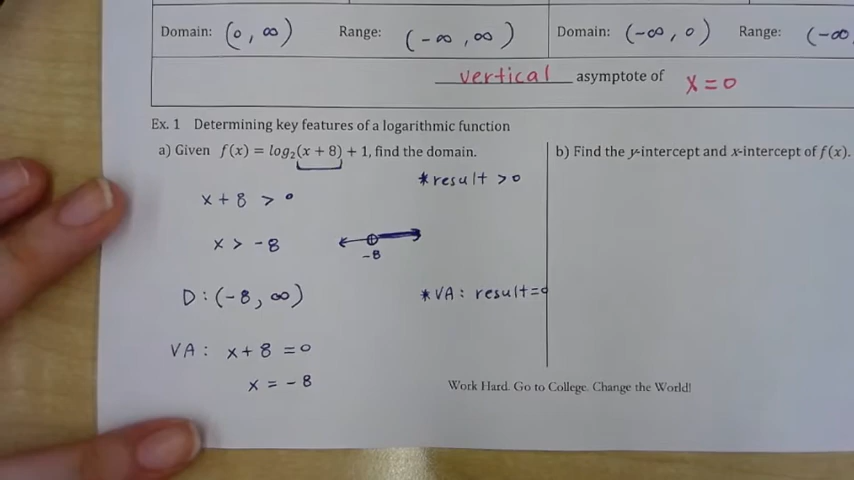 Domain: (0, ∞) Range: (-∞, ∞) Domain: (-∞, 0) Range: (-∞,
vertical asymptote of x = 0
Ex. 1 Determining key features of a logarithmic function
a) Given f(x) = log₂(x + 8) + 1, find the domain.
b) Find the y-intercept and x-intercept of f(x).
*result > 0
x + 8 > 0
x > -8
-8
D: (-8, ∞)
*VA: result=0
VA: x + 8 = 0
x = -8
Work Hard. Go to College. Change the World!